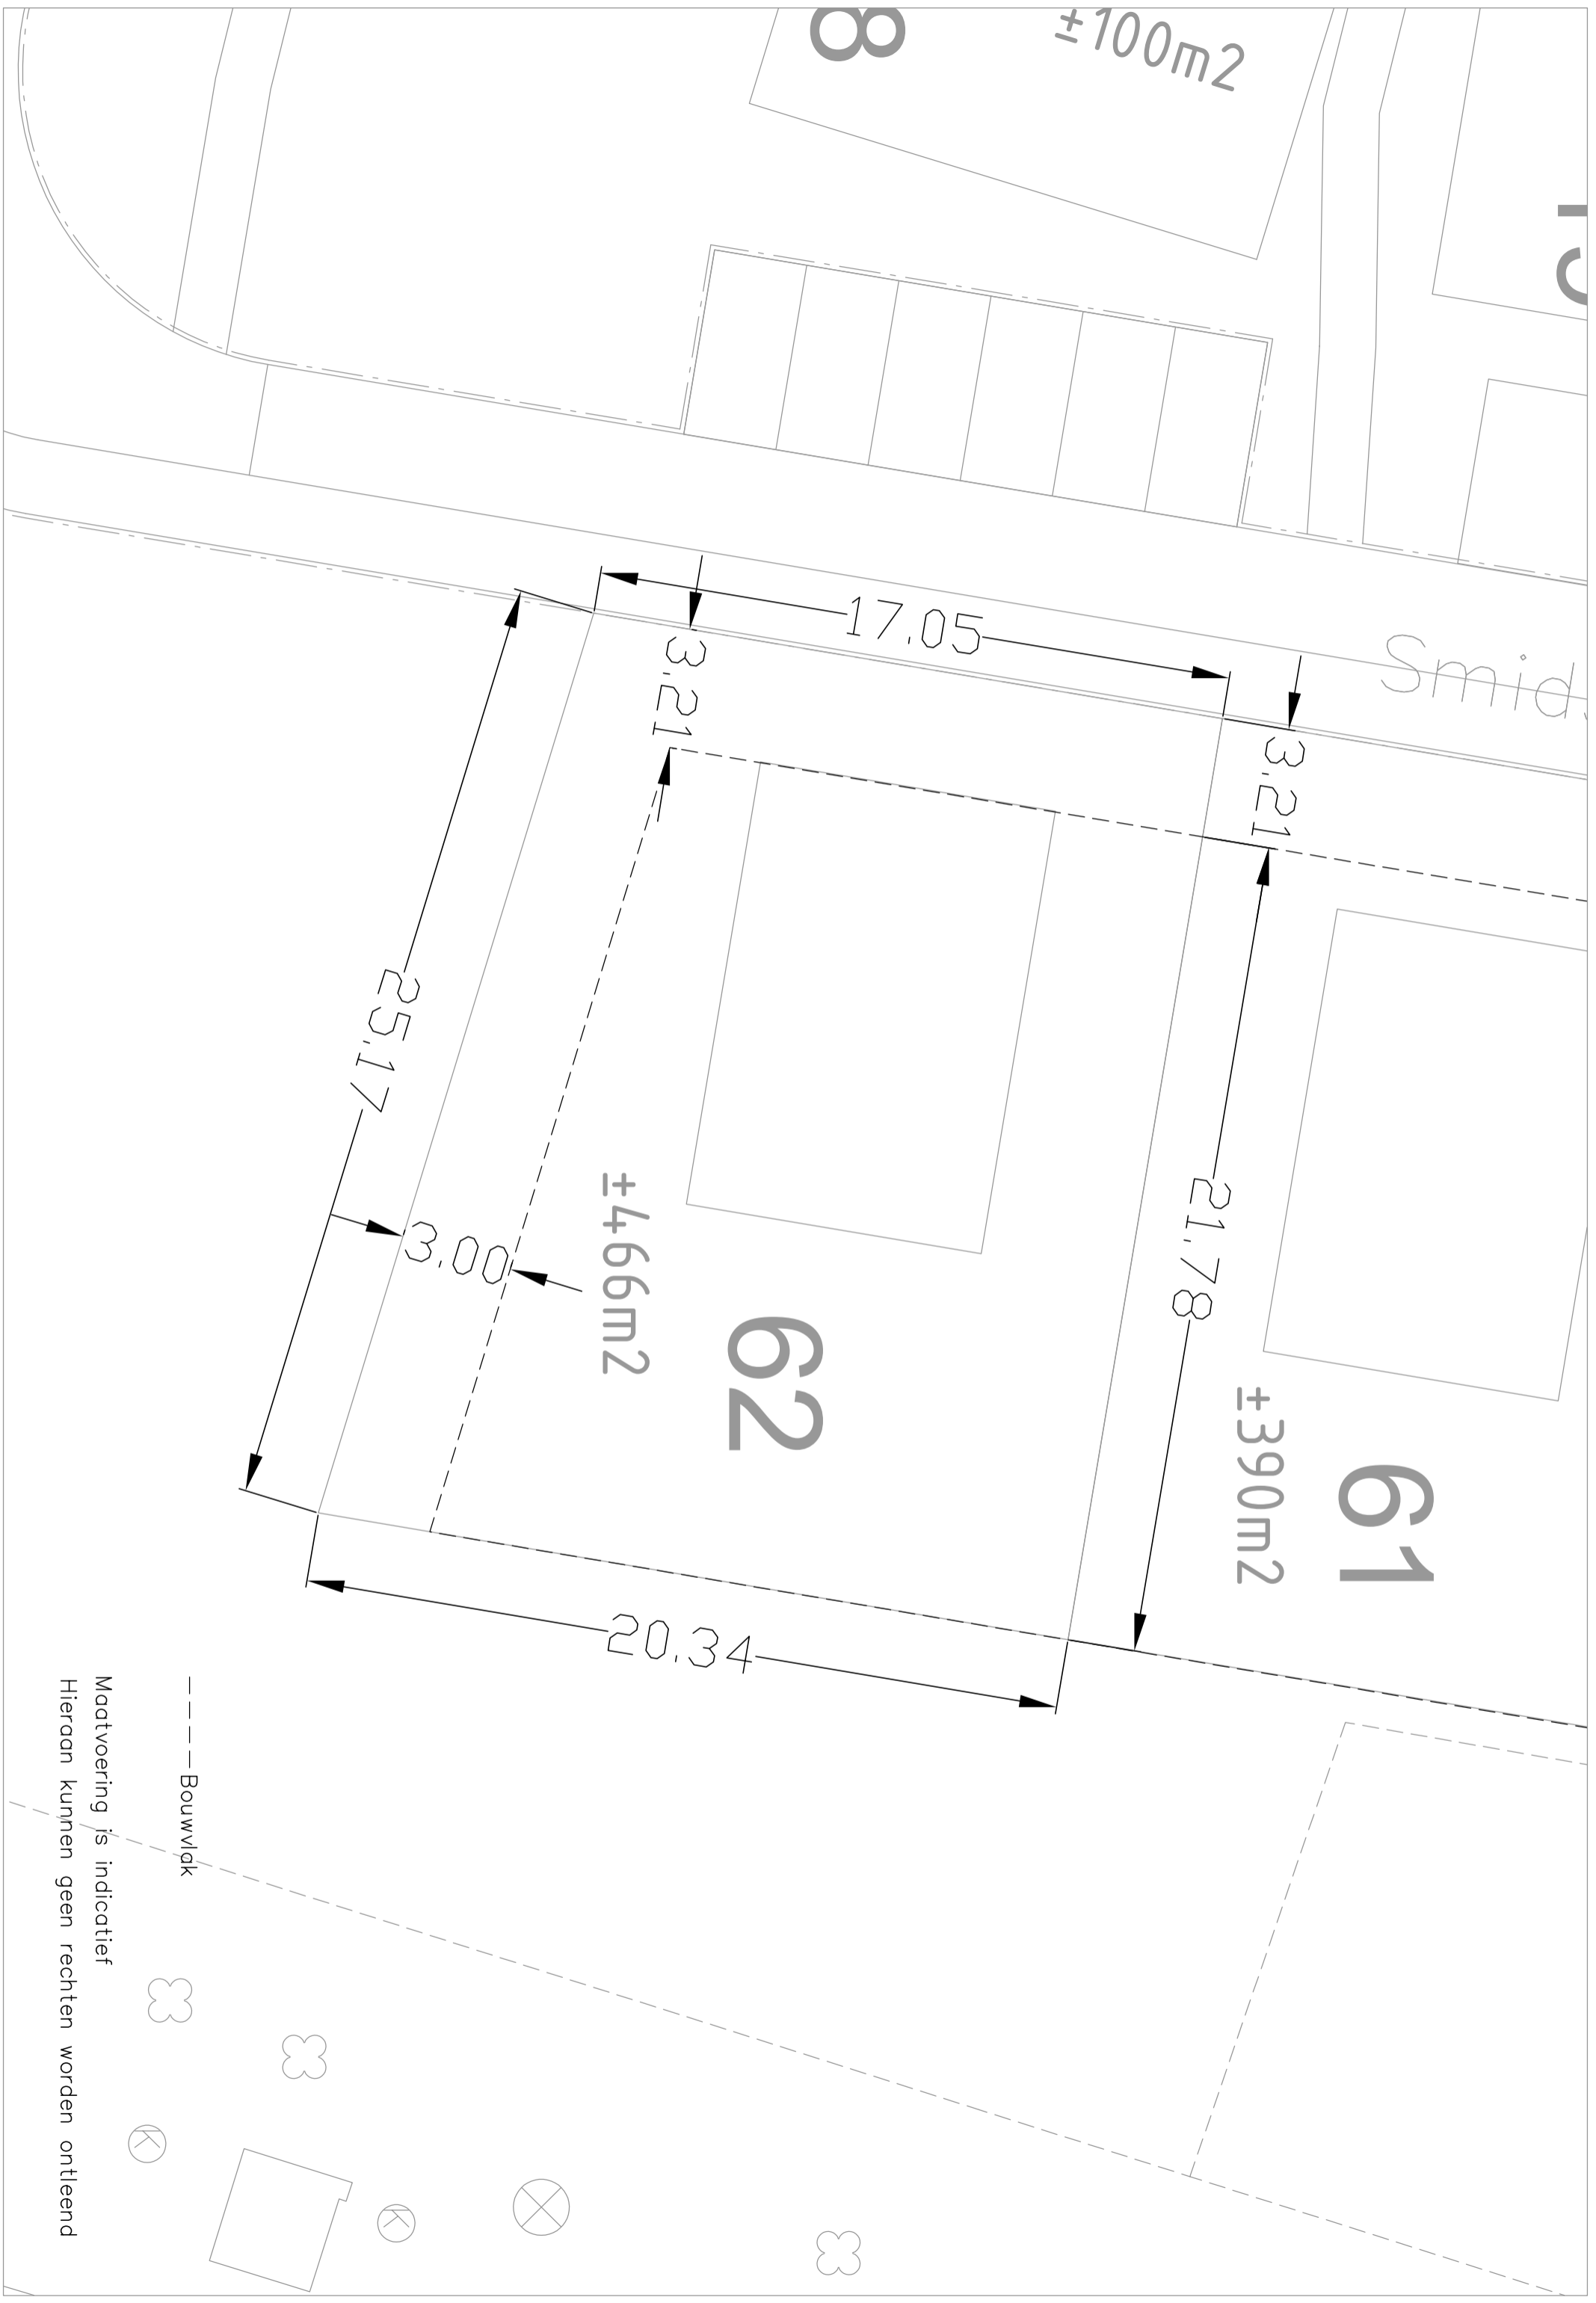 8
±100m2
Smid
17.05
3.21
3.21
25.17
21.78
3.00
±466m2
62
±390m2
61
20.34
Bouwvlak
Maatvoering is indicatief
Hieraan kunnen geen rechten worden ontleend
K
K